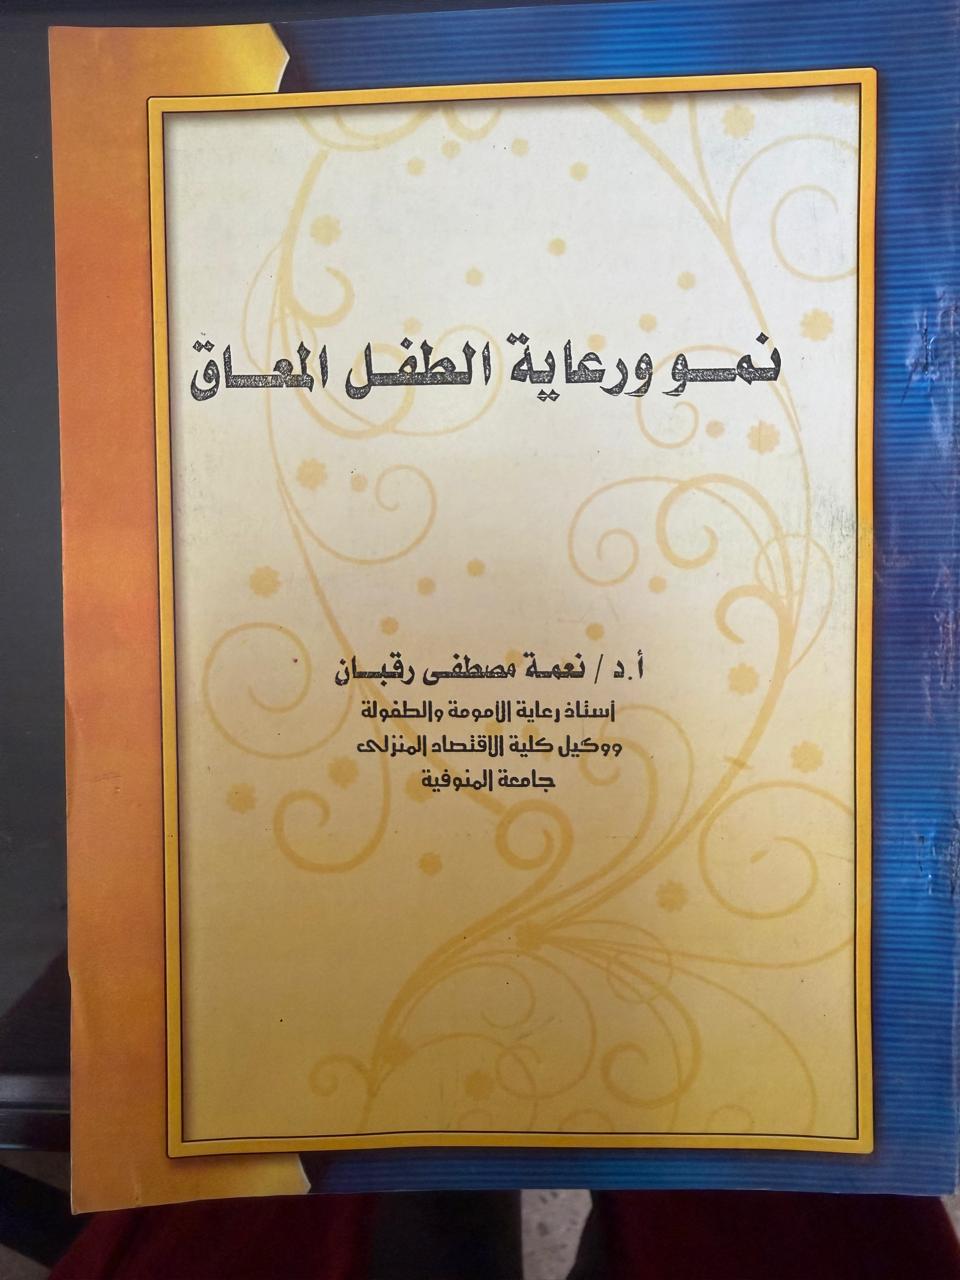 نمو ورعاية الطفل المعاق
أ.د/ نعمة مصطفى رقبان
أستاذ رعاية الأمومة والطفولة
ووكيل كلية الاقتصاد المنزلى
جامعة المنوفية